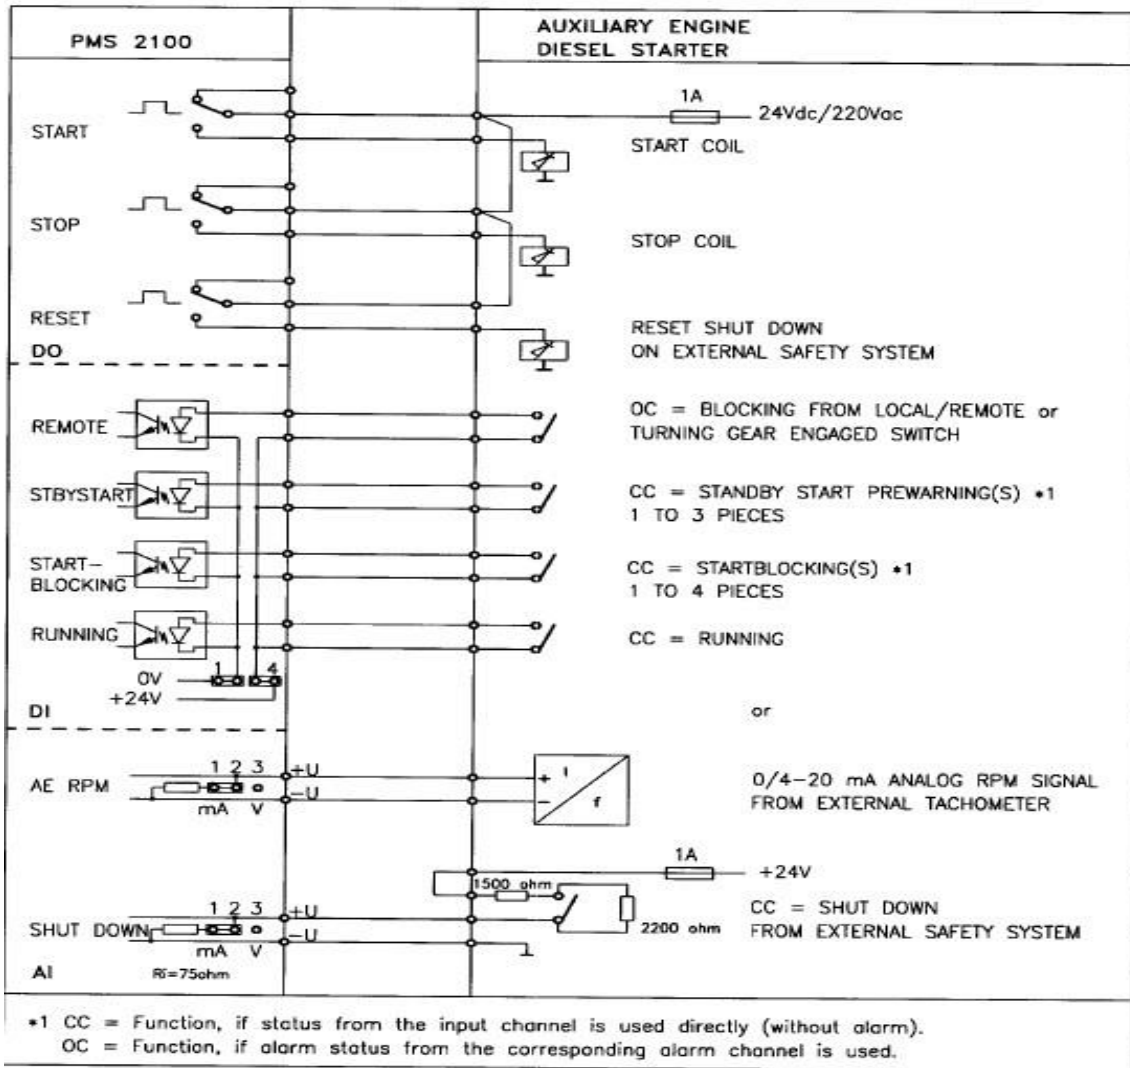 PMS 2100
AUXILIARY ENGINE
DIESEL STARTER
START
1A
24Vdc/220Vac
START COIL
STOP
STOP COIL
RESET
RESET SHUT DOWN
ON EXTERNAL SAFETY SYSTEM
DO
REMOTE
OC = BLOCKING FROM LOCAL/REMOTE or
TURNING GEAR ENGAGED SWITCH
STBYSTART
CC = STANDBY START PREWARNING(S) *1
1 TO 3 PIECES
START-
BLOCKING
CC = STARTBLOCKING(S) *1
1 TO 4 PIECES
RUNNING
CC = RUNNING
1 4
0V
+24V
DI
or
AE RPM
1 2 3
mA V
+U
-U
+ I
- f
0/4-20 mA ANALOG RPM SIGNAL
FROM EXTERNAL TACHOMETER
1A
+24V
1500 ohm
2200 ohm
SHUT DOWN
1 2 3
mA V
+U
-U
CC = SHUT DOWN
FROM EXTERNAL SAFETY SYSTEM
AI
Ri=75ohm
*1 CC = Function, if status from the input channel is used directly (without alarm).
OC = Function, if alarm status from the corresponding alarm channel is used.